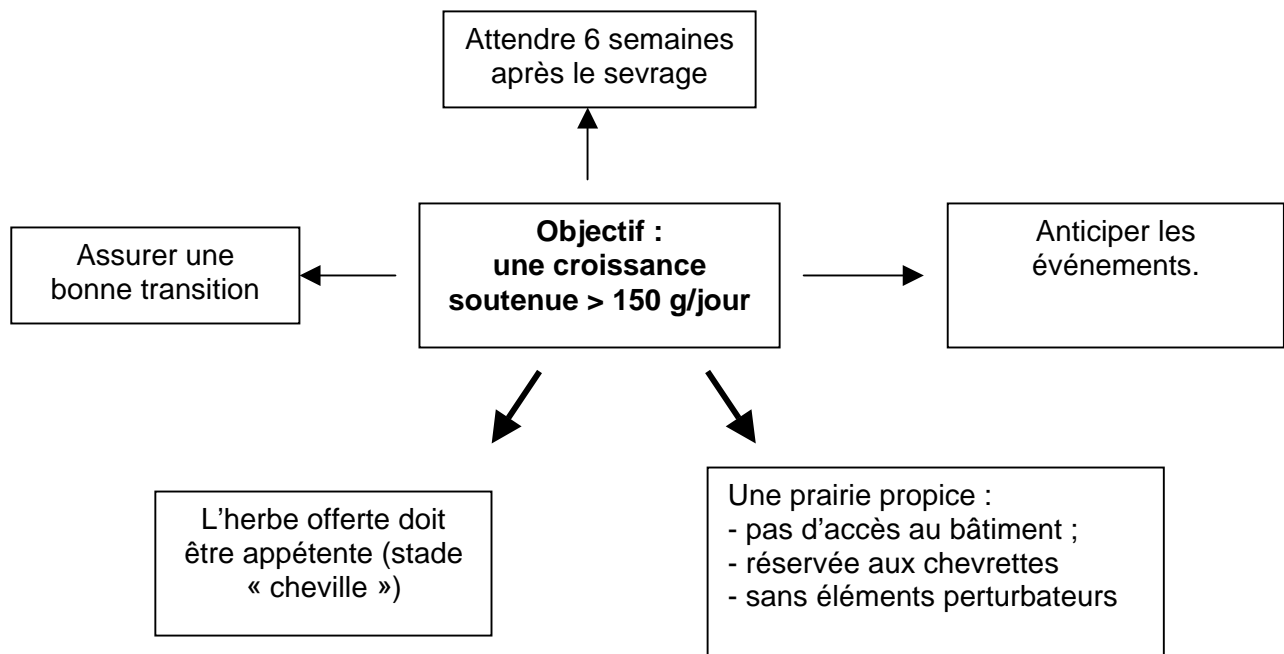 Attendre 6 semaines
après le sevrage
Assurer une
bonne transition
Objectif :
une croissance
soutenue > 150 g/jour
Anticiper les
événements.
L'herbe offerte doit
être appétente (stade
« cheville »)
Une prairie propice :
- pas d'accès au bâtiment ;
- réservée aux chevrettes
- sans éléments perturbateurs